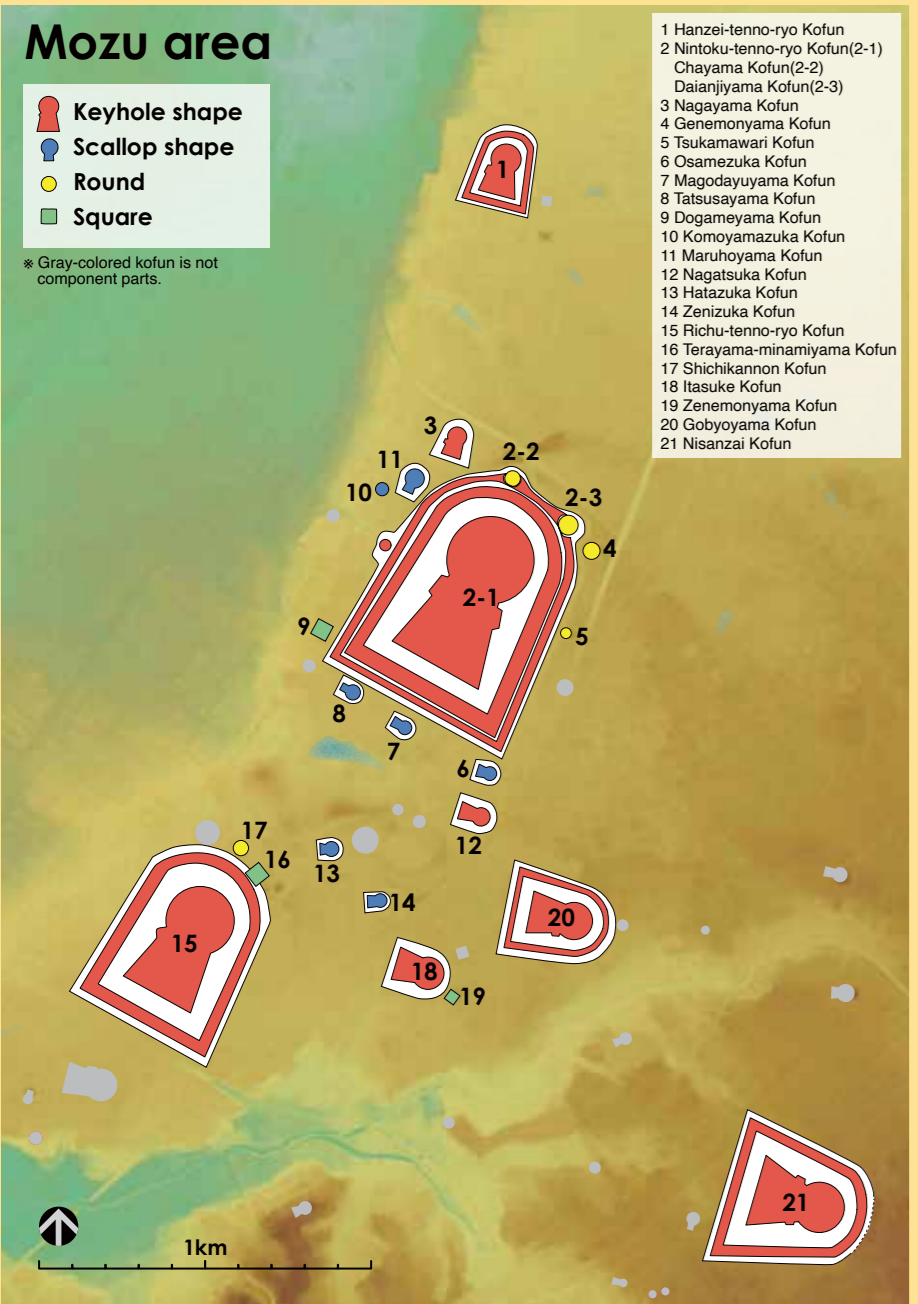 Mozu area
Keyhole shape
Scallop shape
Round
Square
※ Gray-colored kofun is not
component parts.
1 Hanzei-tenno-ryo Kofun
2 Nintoku-tenno-ryo Kofun(2-1)
Chayama Kofun(2-2)
Daianjiyama Kofun(2-3)
3 Nagayama Kofun
4 Genemonyama Kofun
5 Tsukamawari Kofun
6 Osamezuka Kofun
7 Magodayuyama Kofun
8 Tatsusayama Kofun
9 Dogameyama Kofun
10 Komoyamazuka Kofun
11 Maruhoyama Kofun
12 Nagatsuka Kofun
13 Hatazuka Kofun
14 Zenizuka Kofun
15 Richu-tenno-ryo Kofun
16 Terayama-minamiyama Kofun
17 Shichikannon Kofun
18 Itasuke Kofun
19 Zenemonyama Kofun
20 Gobyoyama Kofun
21 Nisanzai Kofun
1
3
2-2
11
10
2-3
4
2-1
9
5
8
7
6
12
17
16
13
14
15
20
18
19
21
1km